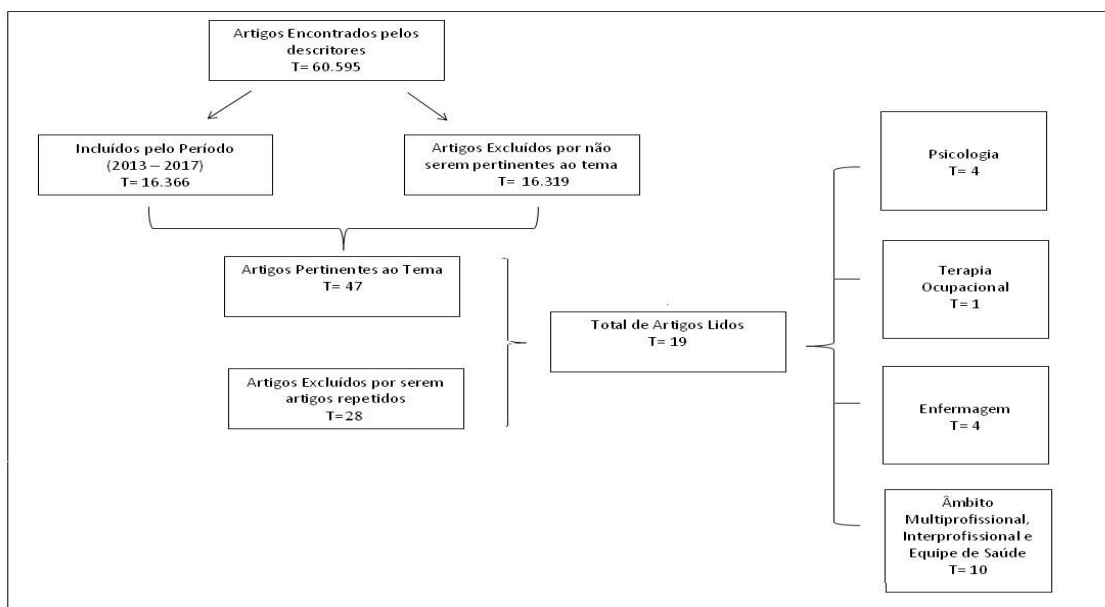 Artigos Encontrados pelos
descritores
T= 60.595
Incluídos pelo Período
(2013 – 2017)
T= 16.366
Artigos Excluídos por não
serem pertinentes ao tema
T= 16.319
Artigos Pertinentes ao Tema
T= 47
Artigos Excluídos por serem
artigos repetidos
T=28
Total de Artigos Lidos
T= 19
Psicologia
T= 4
Terapia
Ocupacional
T= 1
Enfermagem
T= 4
Âmbito
Multiprofissional,
Interprofissional e
Equipe de Saúde
T= 10